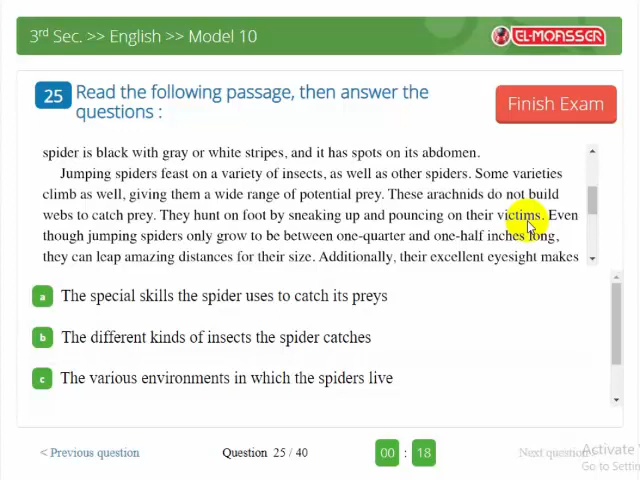 3rd Sec. >> English >> Model 10
EL-MOASSER
25 Read the following passage, then answer the
questions :
Finish Exam
spider is black with gray or white stripes, and it has spots on its abdomen.
Jumping spiders feast on a variety of insects, as well as other spiders. Some varieties
climb as well, giving them a wide range of potential prey. These arachnids do not build
webs to catch prey. They hunt on foot by sneaking up and pouncing on their victims. Even
though jumping spiders only grow to be between one-quarter and one-half inches long,
they can leap amazing distances for their size. Additionally, their excellent eyesight makes
a The special skills the spider uses to catch its preys
b The different kinds of insects the spider catches
c The various environments in which the spiders live
< Previous question
Question 25 / 40
00 : 18
Next question >
Activate
Go to Settin